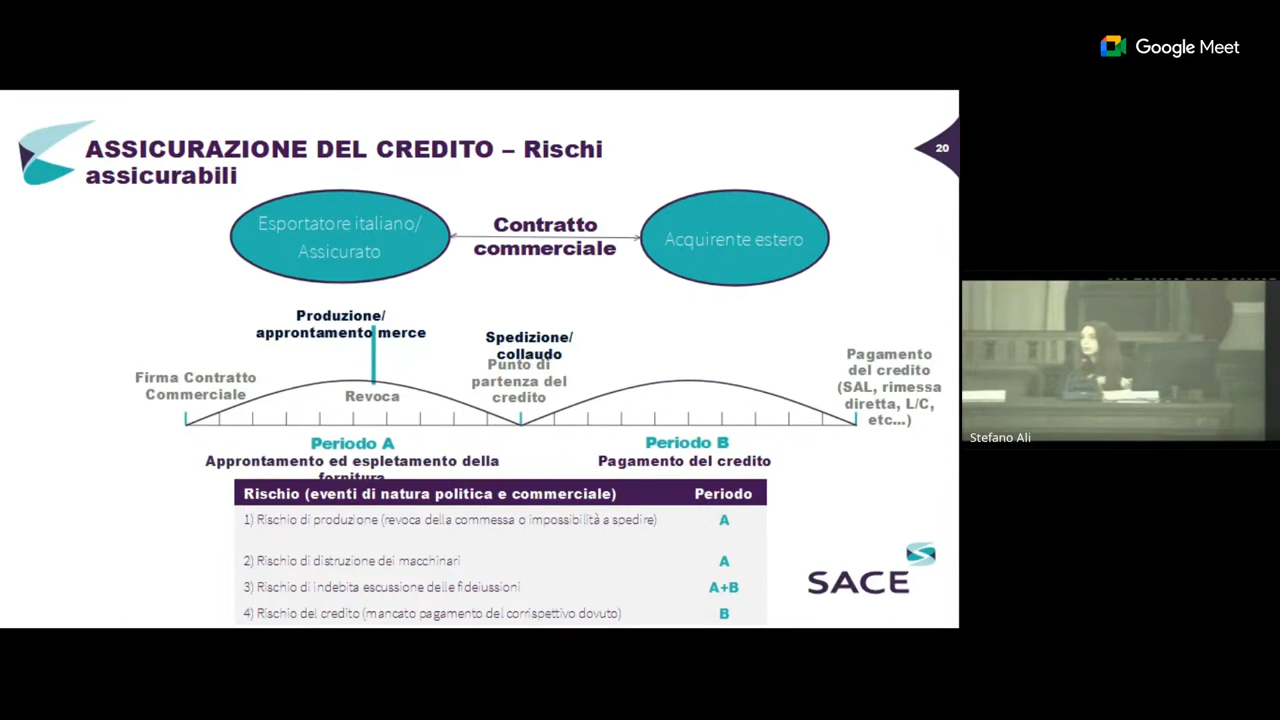 Google Meet
ASSICURAZIONE DEL CREDITO – Rischi
assicurabili
20
Esportatore italiano/
Assicurato
Contratto
commerciale
Acquirente estero
Produzione/
approntamento merce
Spedizione/
collaudo
Firma Contratto
Commerciale
Revoca
Punto di
partenza del
credito
Pagamento
del credito
(SAL, rimessa
diretta, L/C,
etc...)
Periodo A
Approntamento ed espletamento della
fornitura
Periodo B
Pagamento del credito
Rischio (eventi di natura politica e commerciale) Periodo
1) Rischio di produzione (revoca della commessa o impossibilità a spedire) A
2) Rischio di distruzione dei macchinari A
3) Rischio di indebita escussione delle fideiussioni A+B
4) Rischio del credito (mancato pagamento del corrispettivo dovuto) B
SACE
Stefano Ali